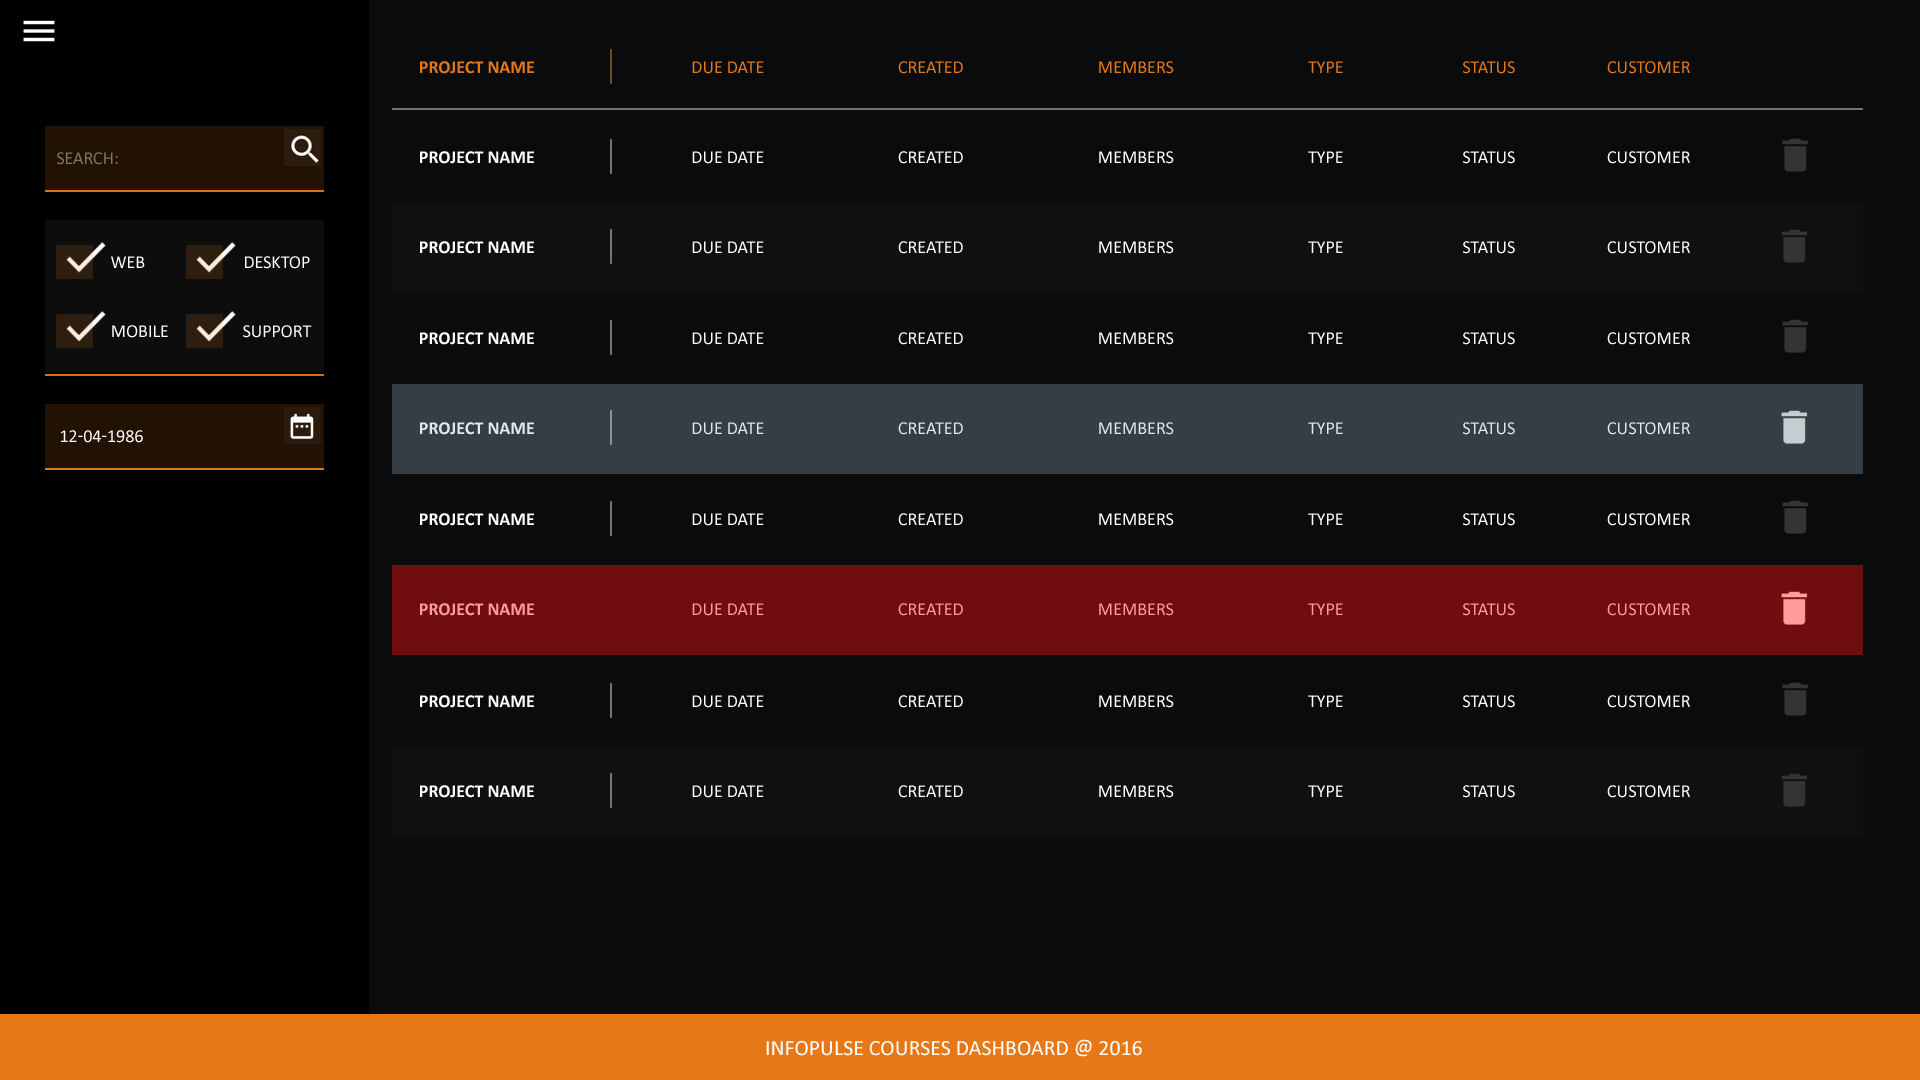 PROJECT NAME DUE DATE CREATED MEMBERS TYPE STATUS CUSTOMER
SEARCH:
WEB DESKTOP
MOBILE SUPPORT
12-04-1986
PROJECT NAME DUE DATE CREATED MEMBERS TYPE STATUS CUSTOMER
PROJECT NAME DUE DATE CREATED MEMBERS TYPE STATUS CUSTOMER
PROJECT NAME DUE DATE CREATED MEMBERS TYPE STATUS CUSTOMER
PROJECT NAME DUE DATE CREATED MEMBERS TYPE STATUS CUSTOMER
PROJECT NAME DUE DATE CREATED MEMBERS TYPE STATUS CUSTOMER
PROJECT NAME DUE DATE CREATED MEMBERS TYPE STATUS CUSTOMER
PROJECT NAME DUE DATE CREATED MEMBERS TYPE STATUS CUSTOMER
PROJECT NAME DUE DATE CREATED MEMBERS TYPE STATUS CUSTOMER
INFOPULSE COURSES DASHBOARD @ 2016